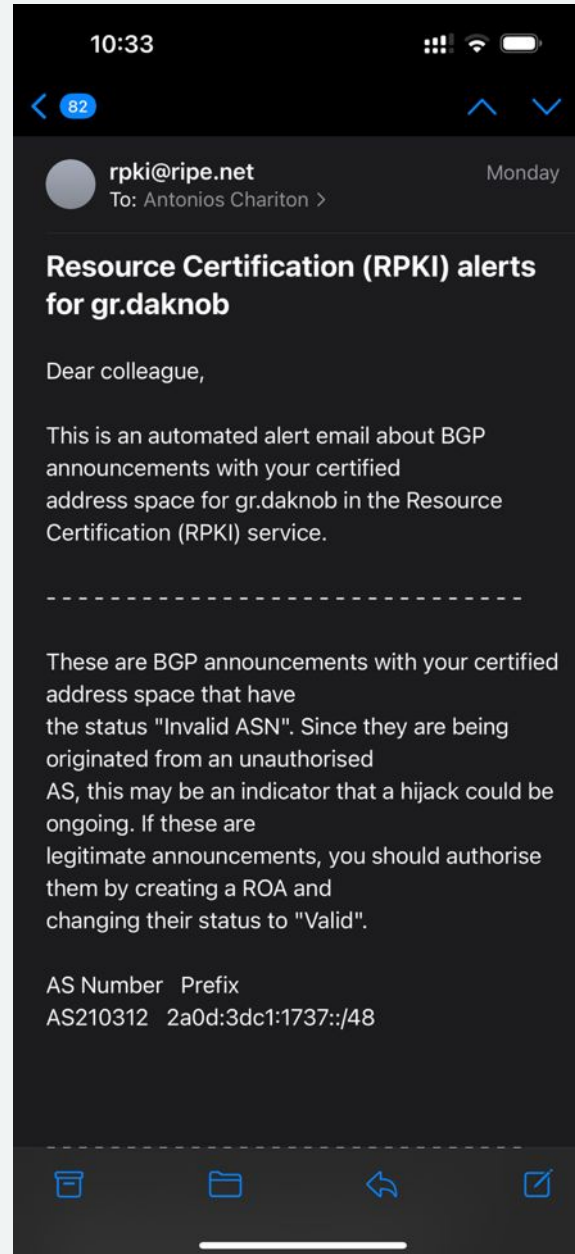 10:33
82
rpki@ripe.net
Monday
To: Antonios Chariton >
Resource Certification (RPKI) alerts
for gr.daknob
Dear colleague,
This is an automated alert email about BGP
announcements with your certified
address space for gr.daknob in the Resource
Certification (RPKI) service.
- - - - - - - - - - - - - - - - - - - - - - - - - - - - - -
These are BGP announcements with your certified
address space that have
the status "Invalid ASN". Since they are being
originated from an unauthorised
AS, this may be an indicator that a hijack could be
ongoing. If these are
legitimate announcements, you should authorise
them by creating a ROA and
changing their status to "Valid".
AS Number Prefix
AS210312 2a0d:3dc1:1737::/48
- - - - - - - - - - - - - - - - - - - - - - - - - - - - - -